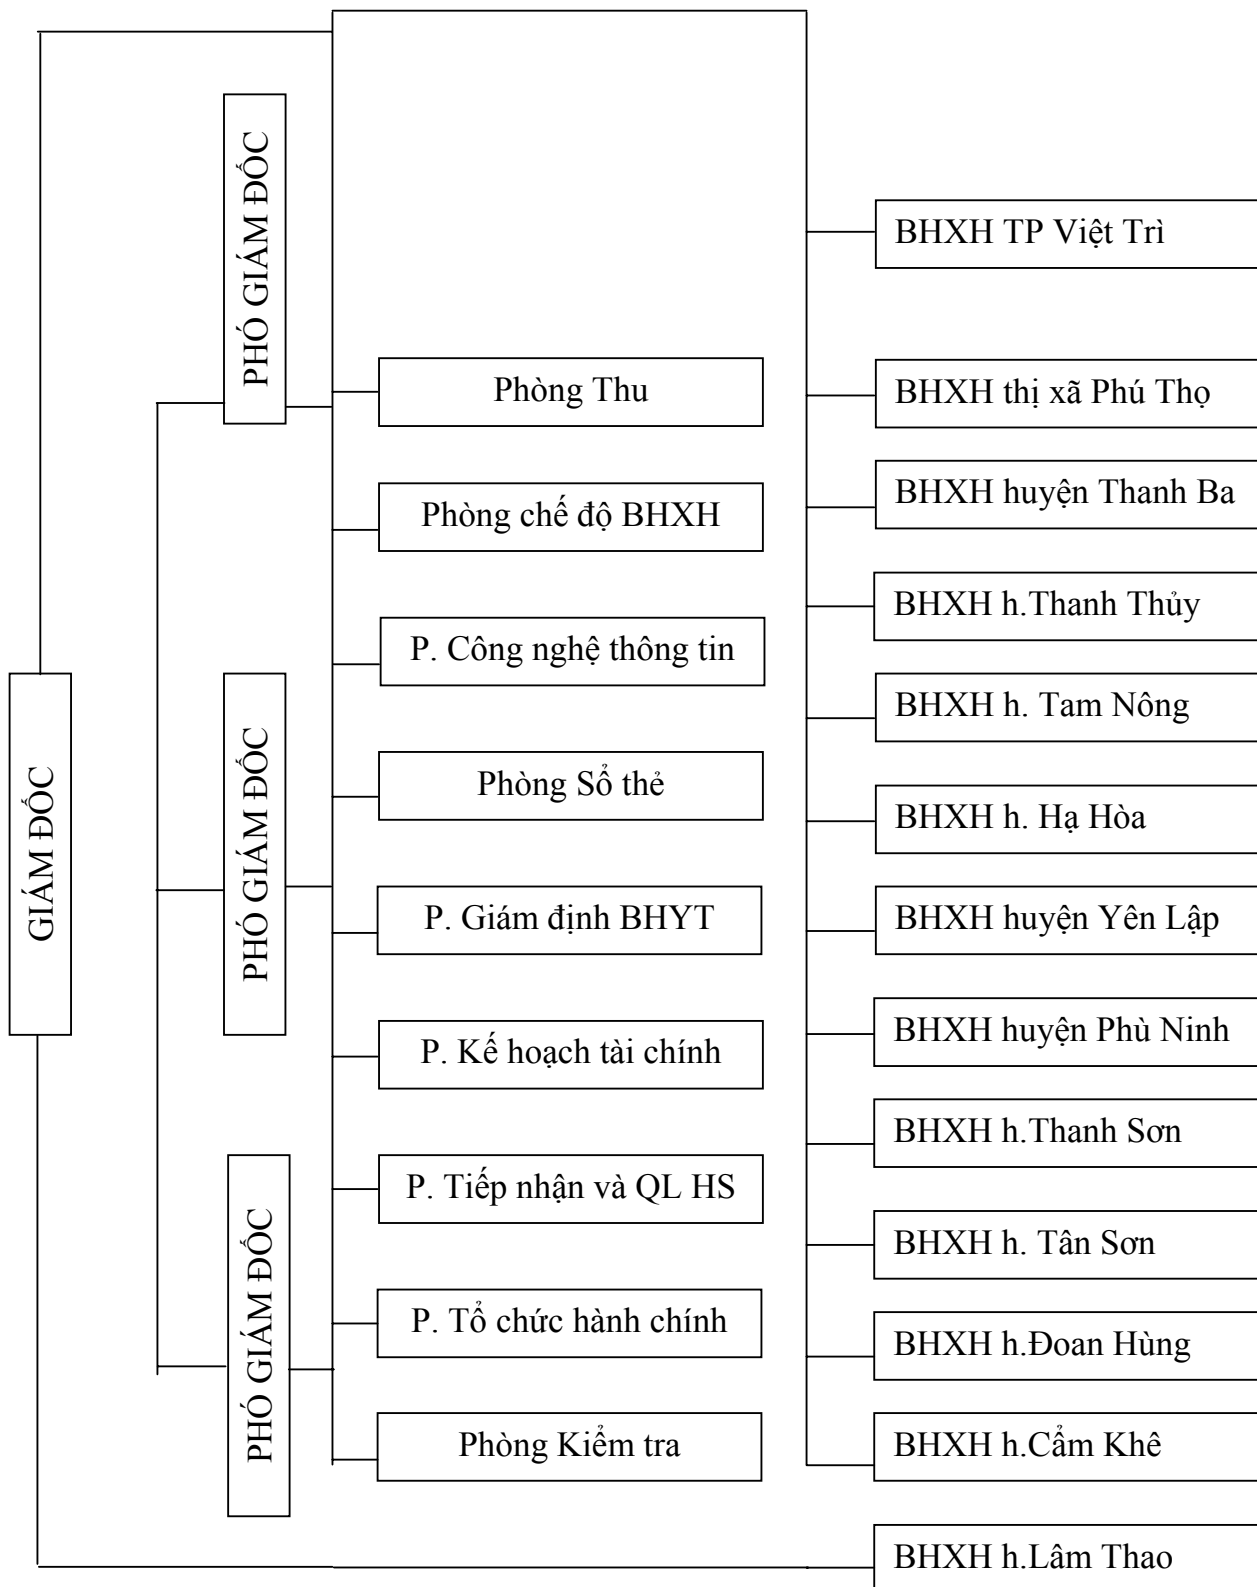 GIÁM ĐỐC
PHÓ GIÁM ĐỐC
PHÓ GIÁM ĐỐC
PHÓ GIÁM ĐỐC
Phòng Thu
Phòng chế độ BHXH
P. Công nghệ thông tin
Phòng Sổ thẻ
P. Giám định BHYT
P. Kế hoạch tài chính
P. Tiếp nhận và QL HS
P. Tổ chức hành chính
Phòng Kiểm tra
BHXH TP Việt Trì
BHXH thị xã Phú Thọ
BHXH huyện Thanh Ba
BHXH h.Thanh Thủy
BHXH h. Tam Nông
BHXH h. Hạ Hòa
BHXH huyện Yên Lập
BHXH huyện Phù Ninh
BHXH h.Thanh Sơn
BHXH h. Tân Sơn
BHXH h.Đoan Hùng
BHXH h.Cẩm Khê
BHXH h.Lâm Thao